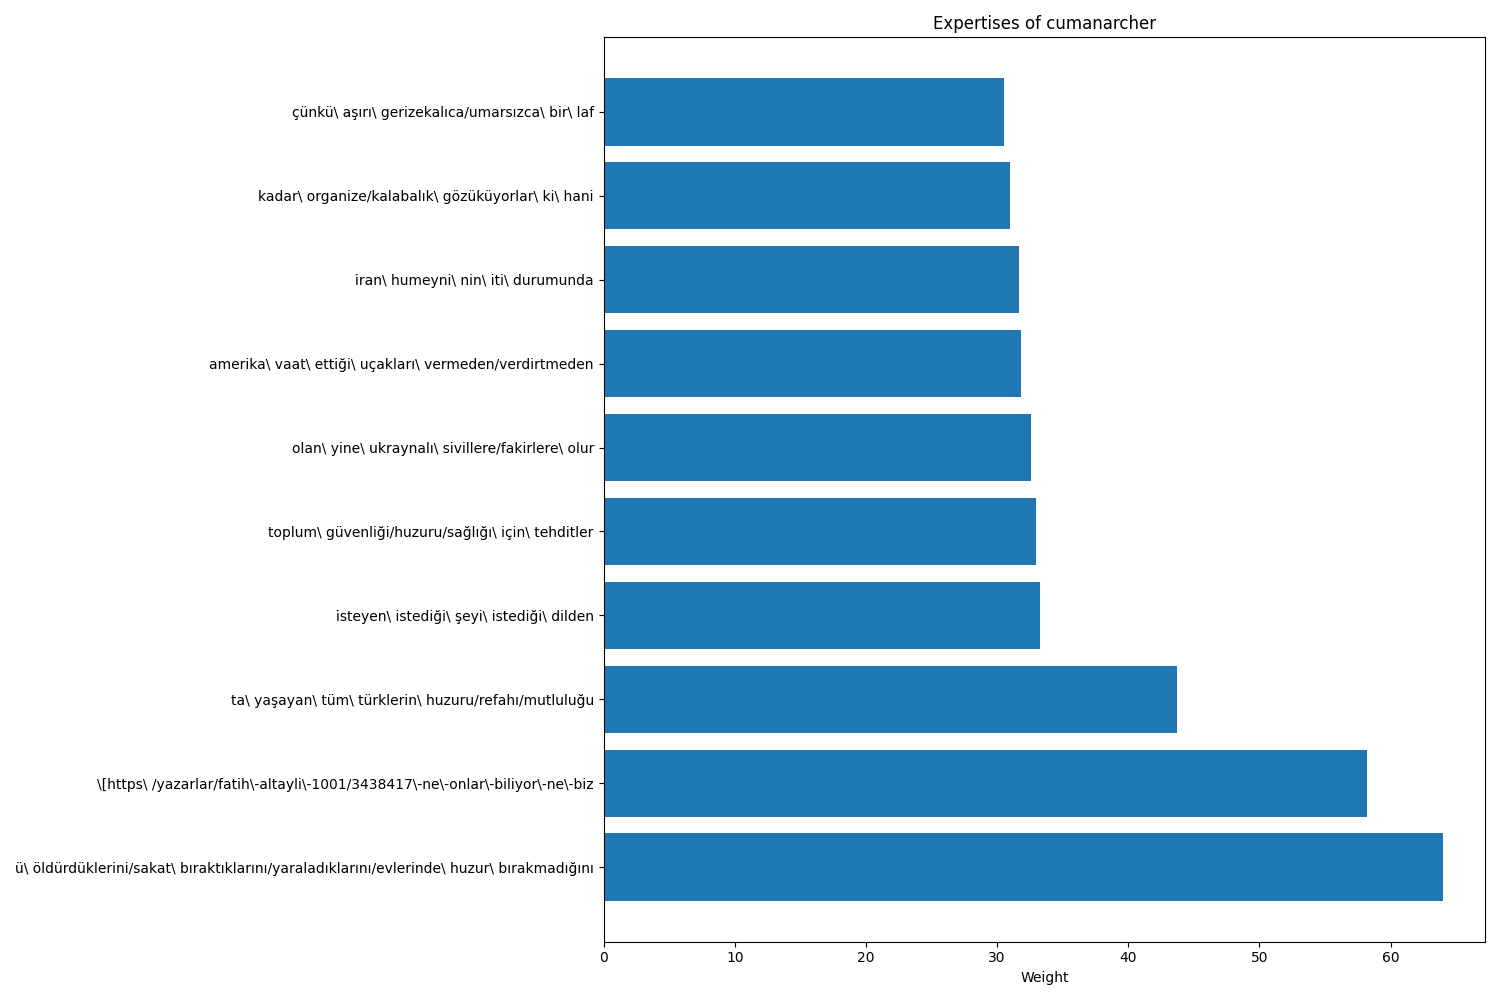 Expertises of cumanarcher
çünkü\ aşırı\ gerizekalıca/umarsızca\ bir\ laf
kadar\ organize/kalabalık\ gözüküyorlar\ ki\ hani
iran\ humeyni\ nin\ iti\ durumunda
amerika\ vaat\ ettiği\ uçakları\ vermeden/verdirtmeden
olan\ yine\ ukraynalı\ sivillere/fakirlere\ olur
toplum\ güvenliği/huzuru/sağlığı\ için\ tehditler
isteyen\ istediği\ şeyi\ istediği\ dilden
ta\ yaşayan\ tüm\ türklerin\ huzuru/refahı/mutluluğu
\[https\ /yazarlar/fatih\-altayli\-1001/3438417\-ne\-onlar\-biliyor\-ne\-biz
ü\ öldürdüklerini/sakat\ bıraktıklarını/yaraladıklarını/evlerinde\ huzur\ bırakmadığını
0 10 20 30 40 50 60
Weight